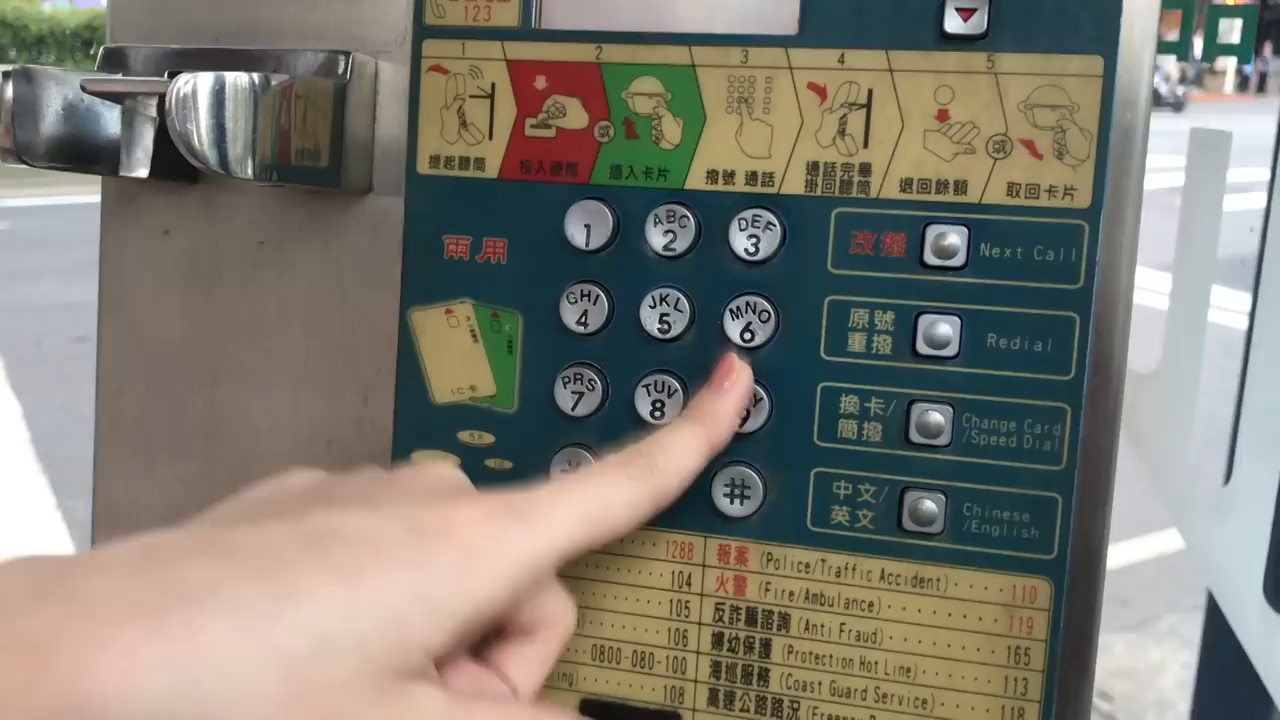 123
1
2
3
4
5
提起聽筒
投入硬幣
或
插入卡片
撥號 通話
通話完畢
掛回聽筒
退回餘額
或
取回卡片
兩用
1
ABC
2
DEF
3
改撥 Next Call
GHI
4
JKL
5
MNO
6
原號
重撥
Redial
PRS
7
TUV
8
換卡/
簡撥
Change Card
/Speed Dial
#
中文/
英文
Chinese
/English
IC卡
1288
104
105
106
0800-080-100
108
報案 (Police/Traffic Accident) 110
火警 (Fire/Ambulance) 119
反詐騙諮詢 (Anti Fraud) 165
婦幼保護 (Protection Hot Line) 113
海巡服務 (Coast Guard Service) 118
高速公路路況